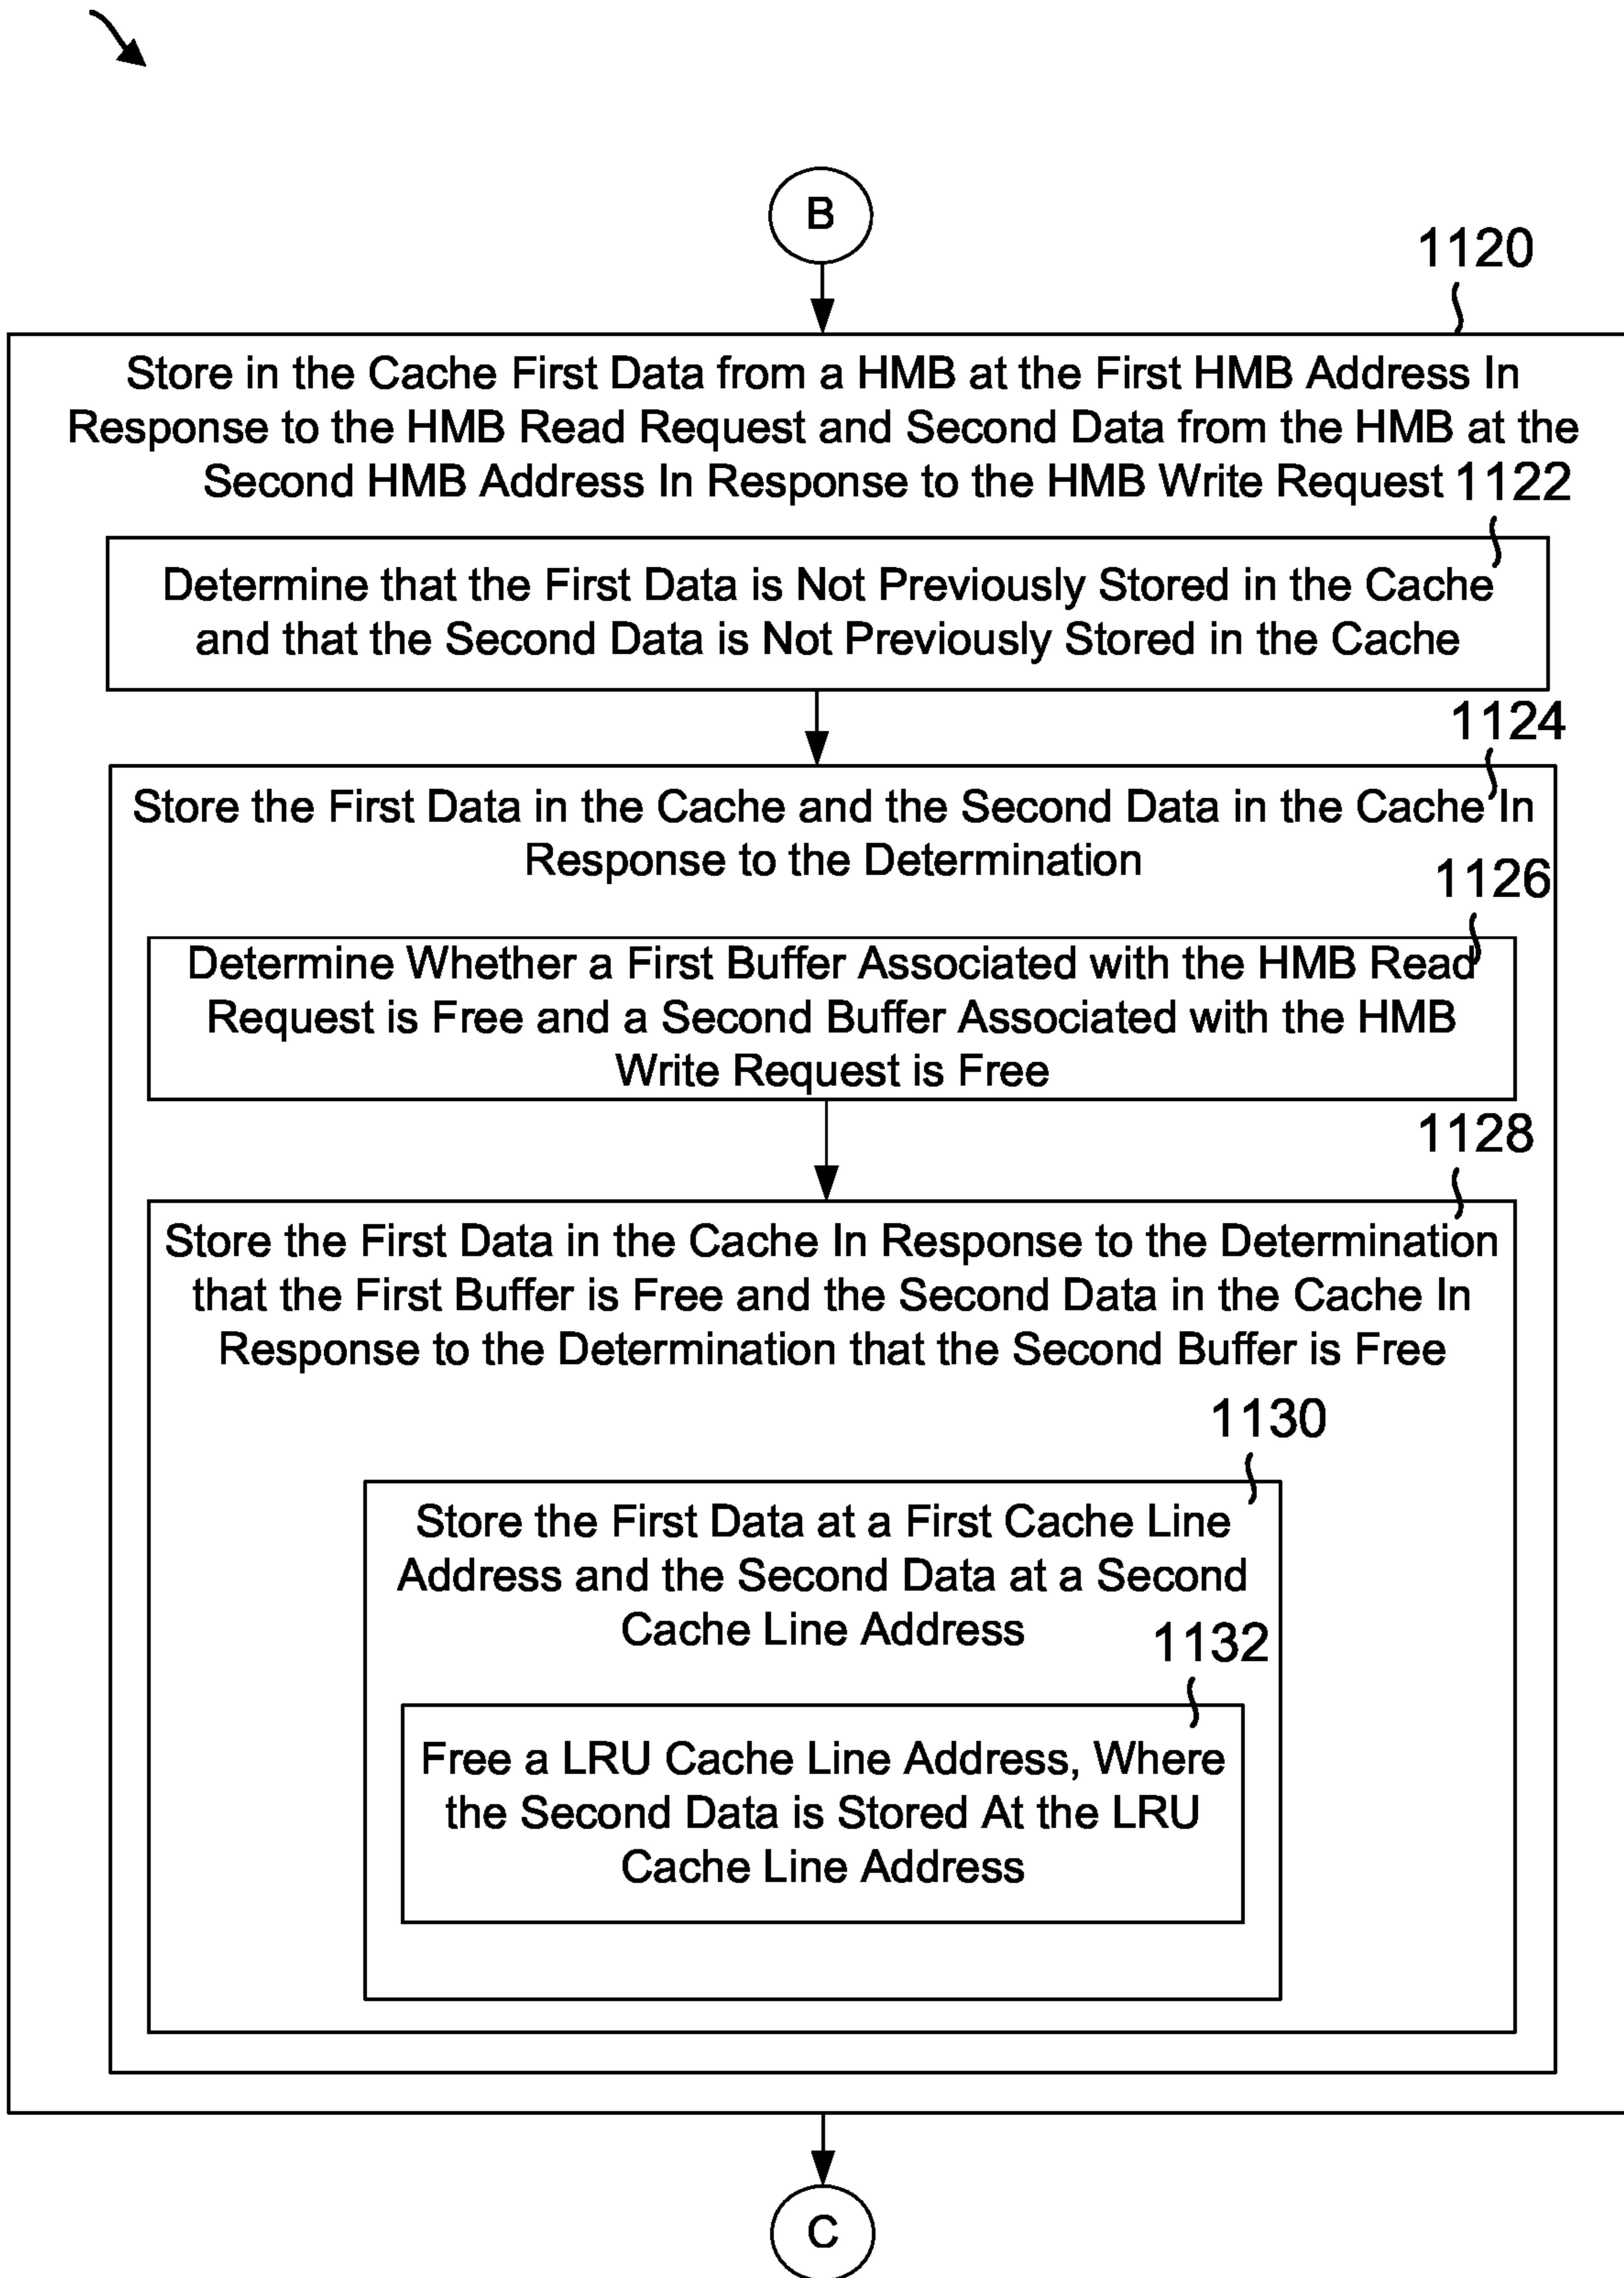 B
1120
Store in the Cache First Data from a HMB at the First HMB Address In
Response to the HMB Read Request and Second Data from the HMB at the
Second HMB Address In Response to the HMB Write Request 1122
Determine that the First Data is Not Previously Stored in the Cache
and that the Second Data is Not Previously Stored in the Cache
1124
Store the First Data in the Cache and the Second Data in the Cache In
Response to the Determination
1126
Determine Whether a First Buffer Associated with the HMB Read
Request is Free and a Second Buffer Associated with the HMB
Write Request is Free
1128
Store the First Data in the Cache In Response to the Determination
that the First Buffer is Free and the Second Data in the Cache In
Response to the Determination that the Second Buffer is Free
1130
Store the First Data at a First Cache Line
Address and the Second Data at a Second
Cache Line Address
1132
Free a LRU Cache Line Address, Where
the Second Data is Stored At the LRU
Cache Line Address
C